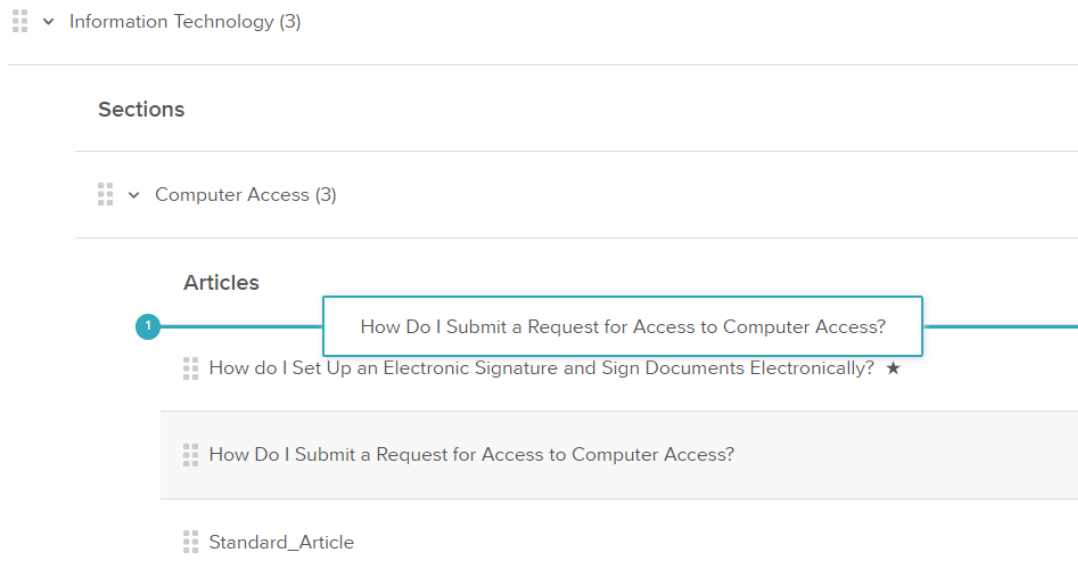 Information Technology (3)
Sections
Computer Access (3)
Articles
1
How Do I Submit a Request for Access to Computer Access?
How do I Set Up an Electronic Signature and Sign Documents Electronically? ★
How Do I Submit a Request for Access to Computer Access?
Standard_Article